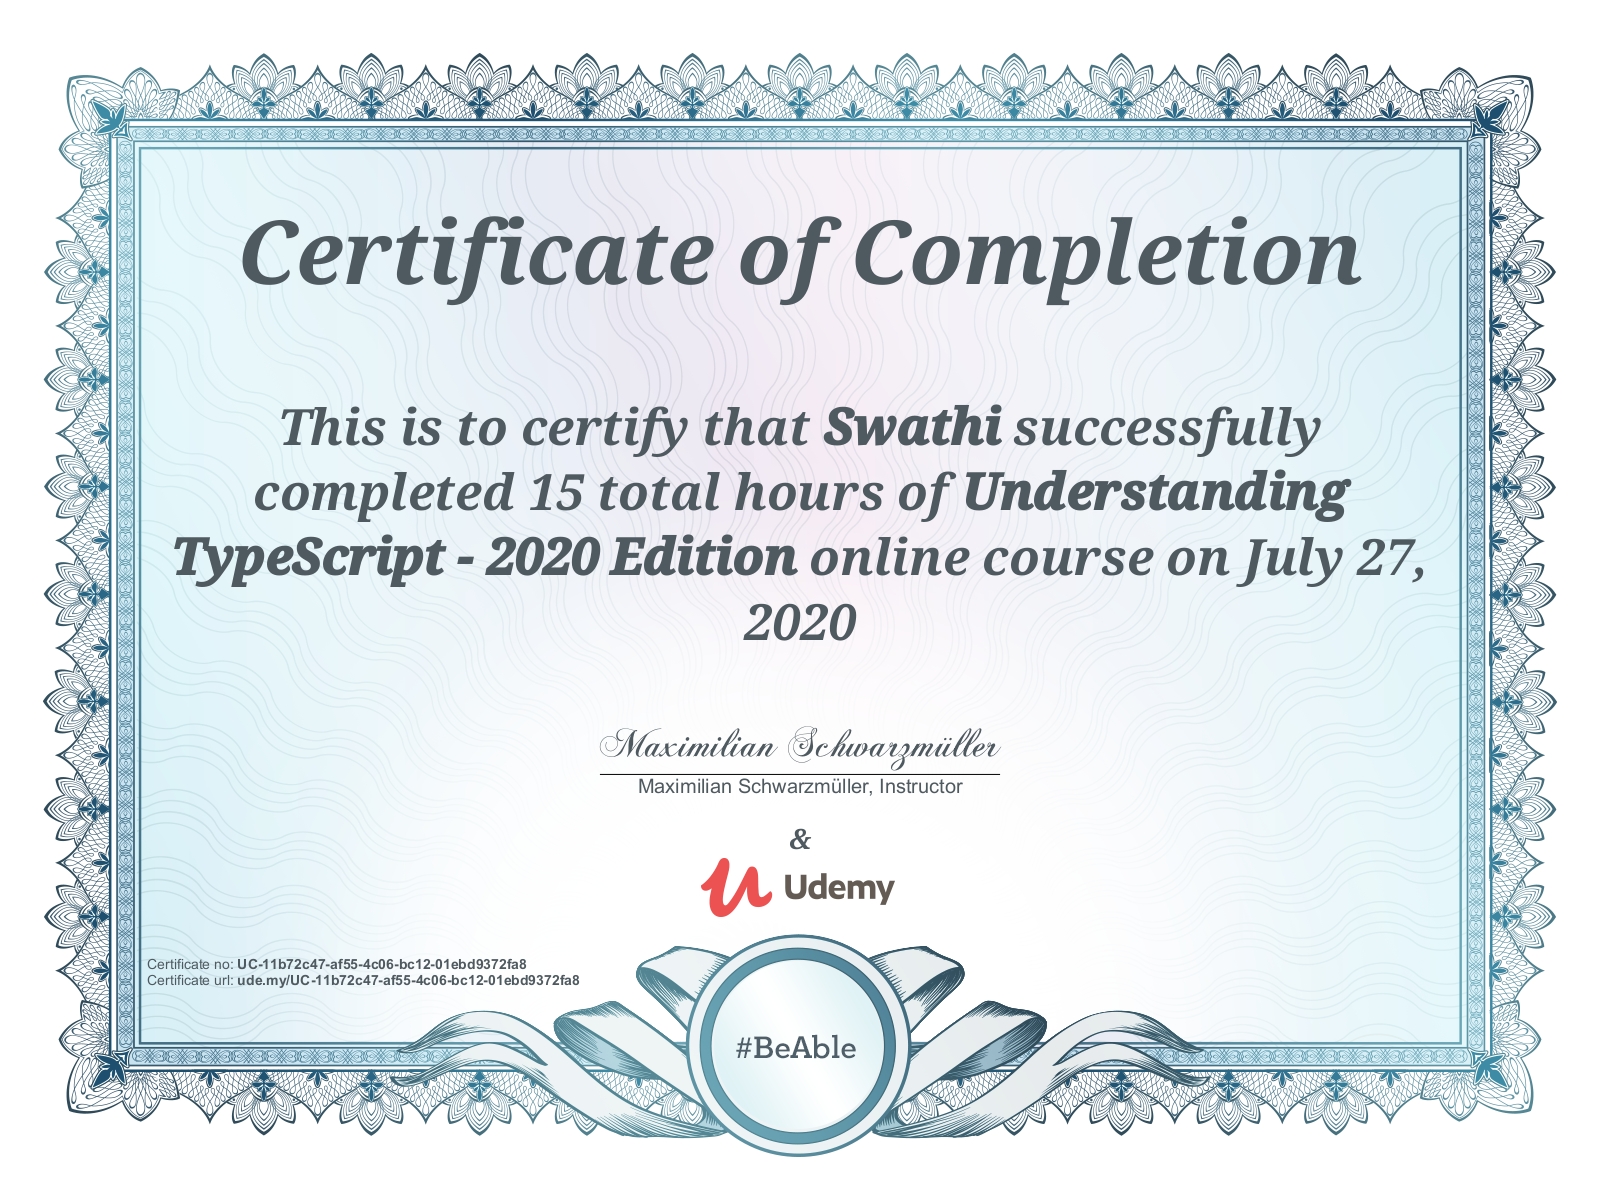 Certificate of Completion
This is to certify that Swathi successfully
completed 15 total hours of Understanding
TypeScript - 2020 Edition online course on July 27,
2020
Maximilian Schwarzmüller
Maximilian Schwarzmüller, Instructor
&
Udemy
Certificate no: UC-11b72c47-af55-4c06-bc12-01ebd9372fa8
Certificate url: ude.my/UC-11b72c47-af55-4c06-bc12-01ebd9372fa8
#BeAble